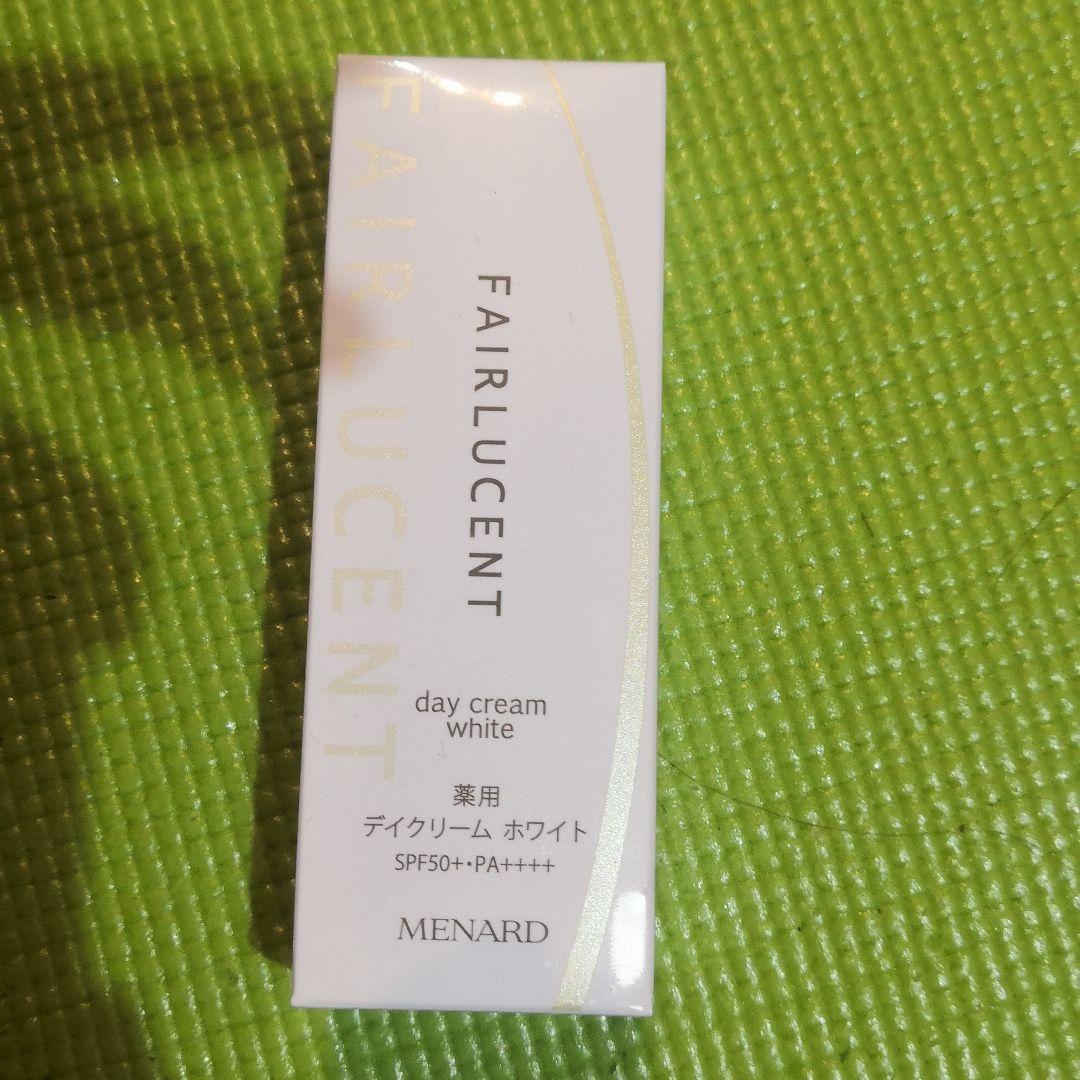 FAIRLUCENT
FAIRLUCENT
day cream
white
薬用
デイクリーム ホワイト
SPF50+・PA++++
MENARD